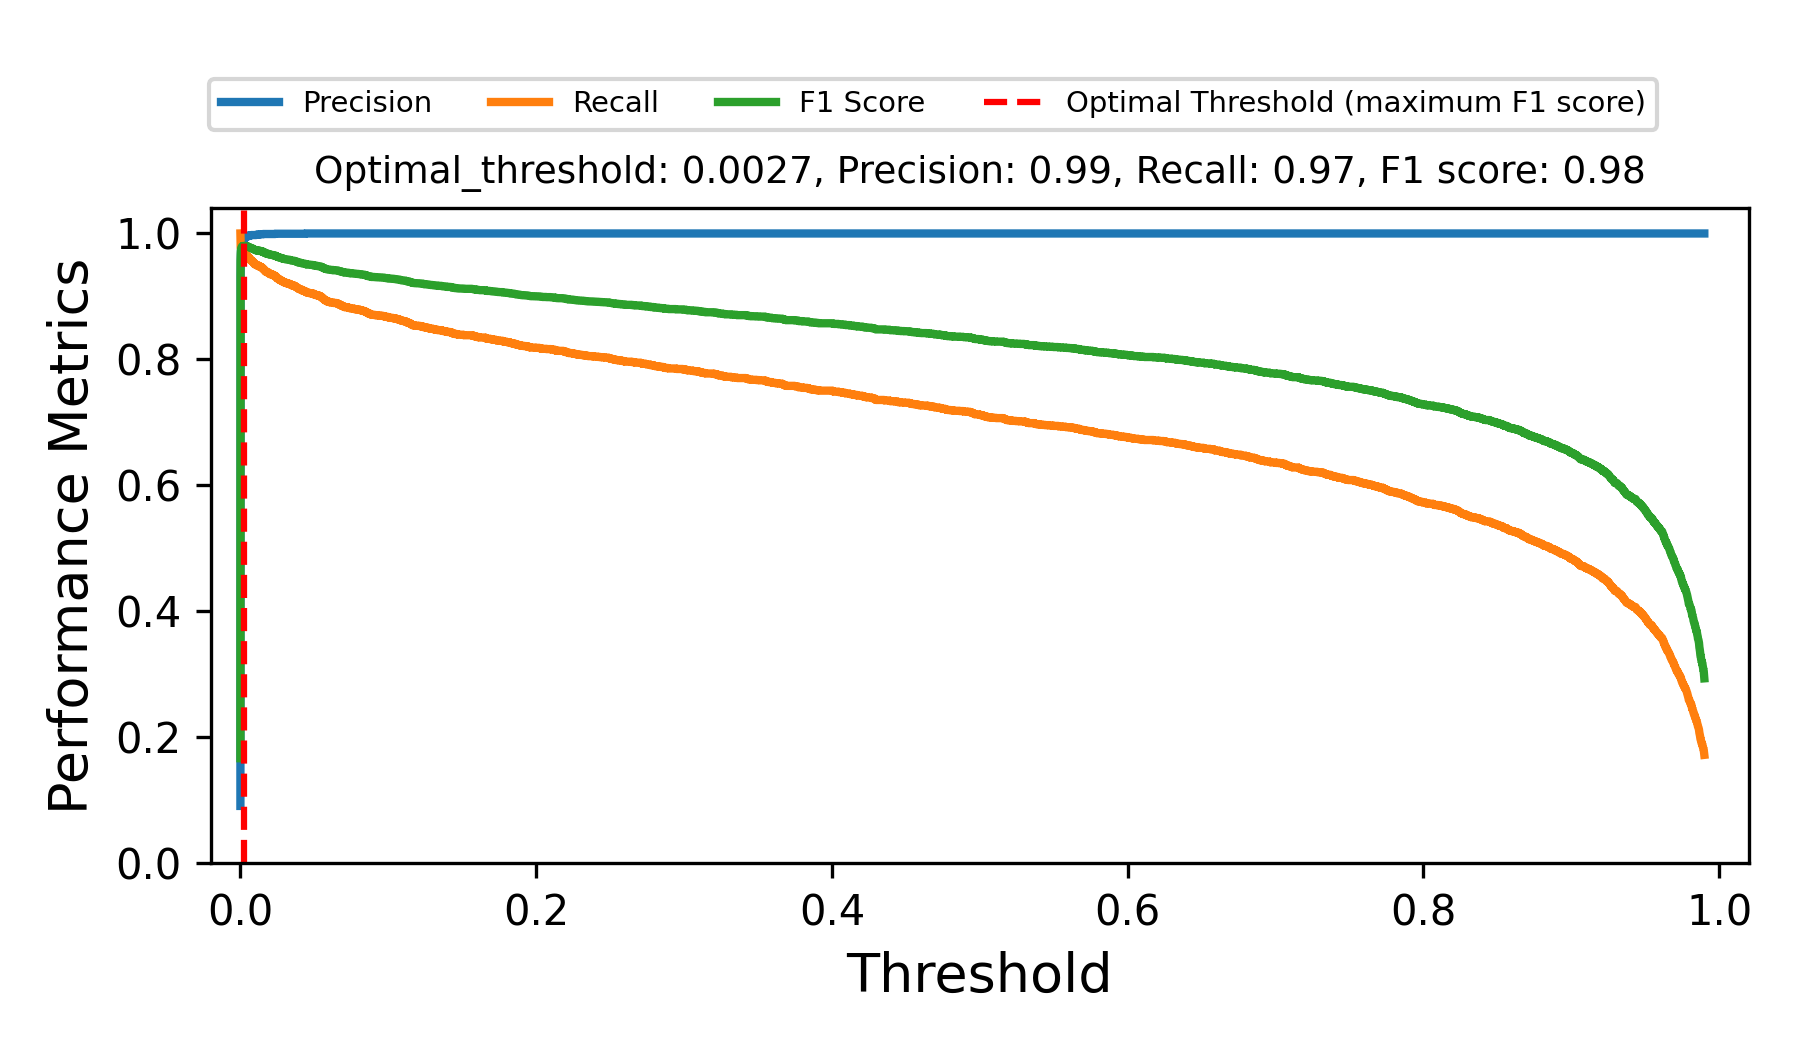 Precision Recall F1 Score Optimal Threshold (maximum F1 score)
Optimal_threshold: 0.0027, Precision: 0.99, Recall: 0.97, F1 score: 0.98
Performance Metrics
1.0
0.8
0.6
0.4
0.2
0.0
0.0 0.2 0.4 0.6 0.8 1.0
Threshold